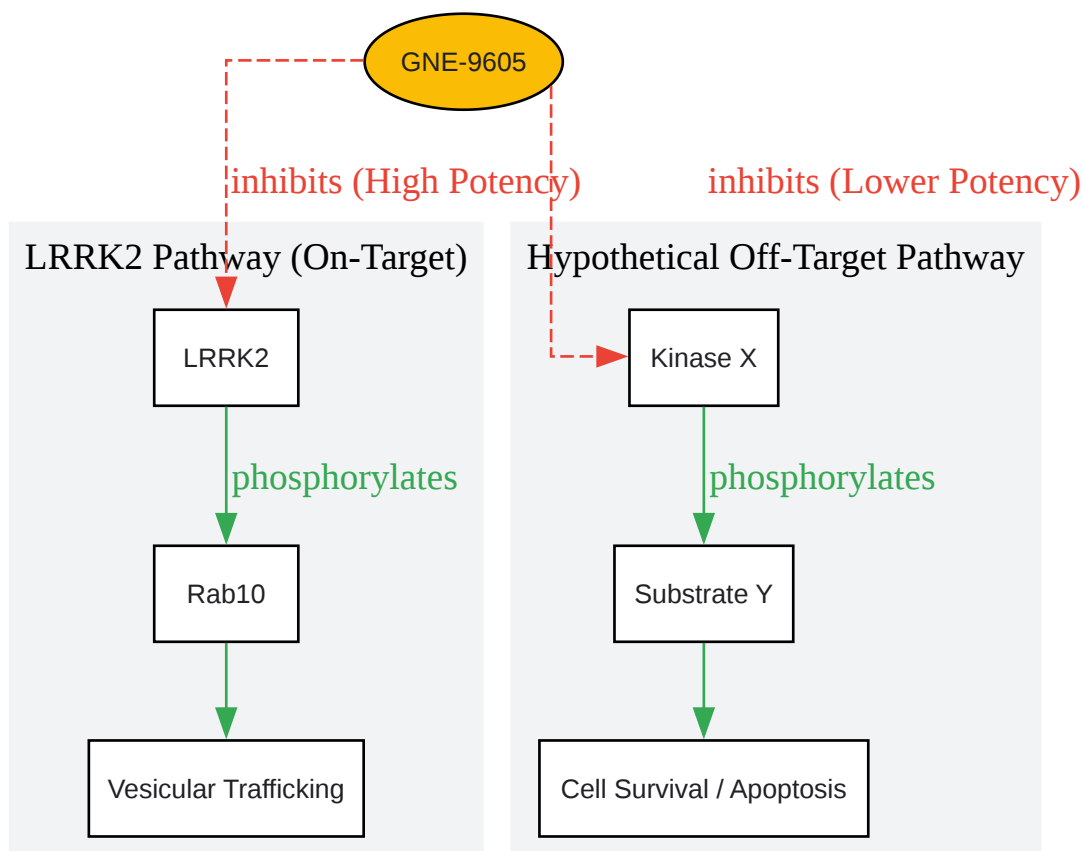 GNE-9605
inhibits (High Potency)
inhibits (Lower Potency)
LRRK2 Pathway (On-Target)
Hypothetical Off-Target Pathway
LRRK2
Kinase X
phosphorylates
phosphorylates
Rab10
Substrate Y
Vesicular Trafficking
Cell Survival / Apoptosis